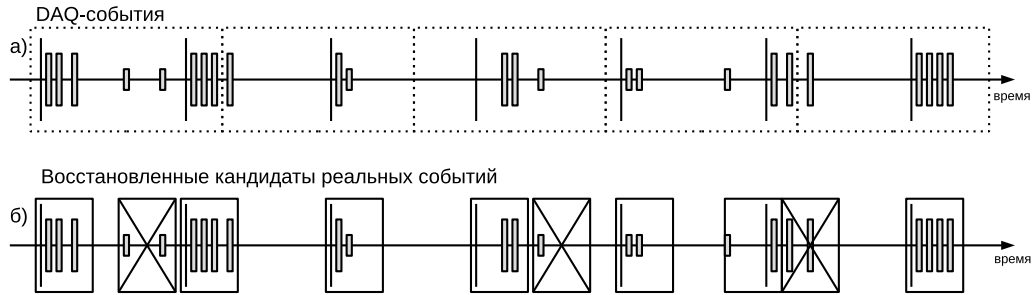 DAQ-события
а)
время
Восстановленные кандидаты реальных событий
б)
время